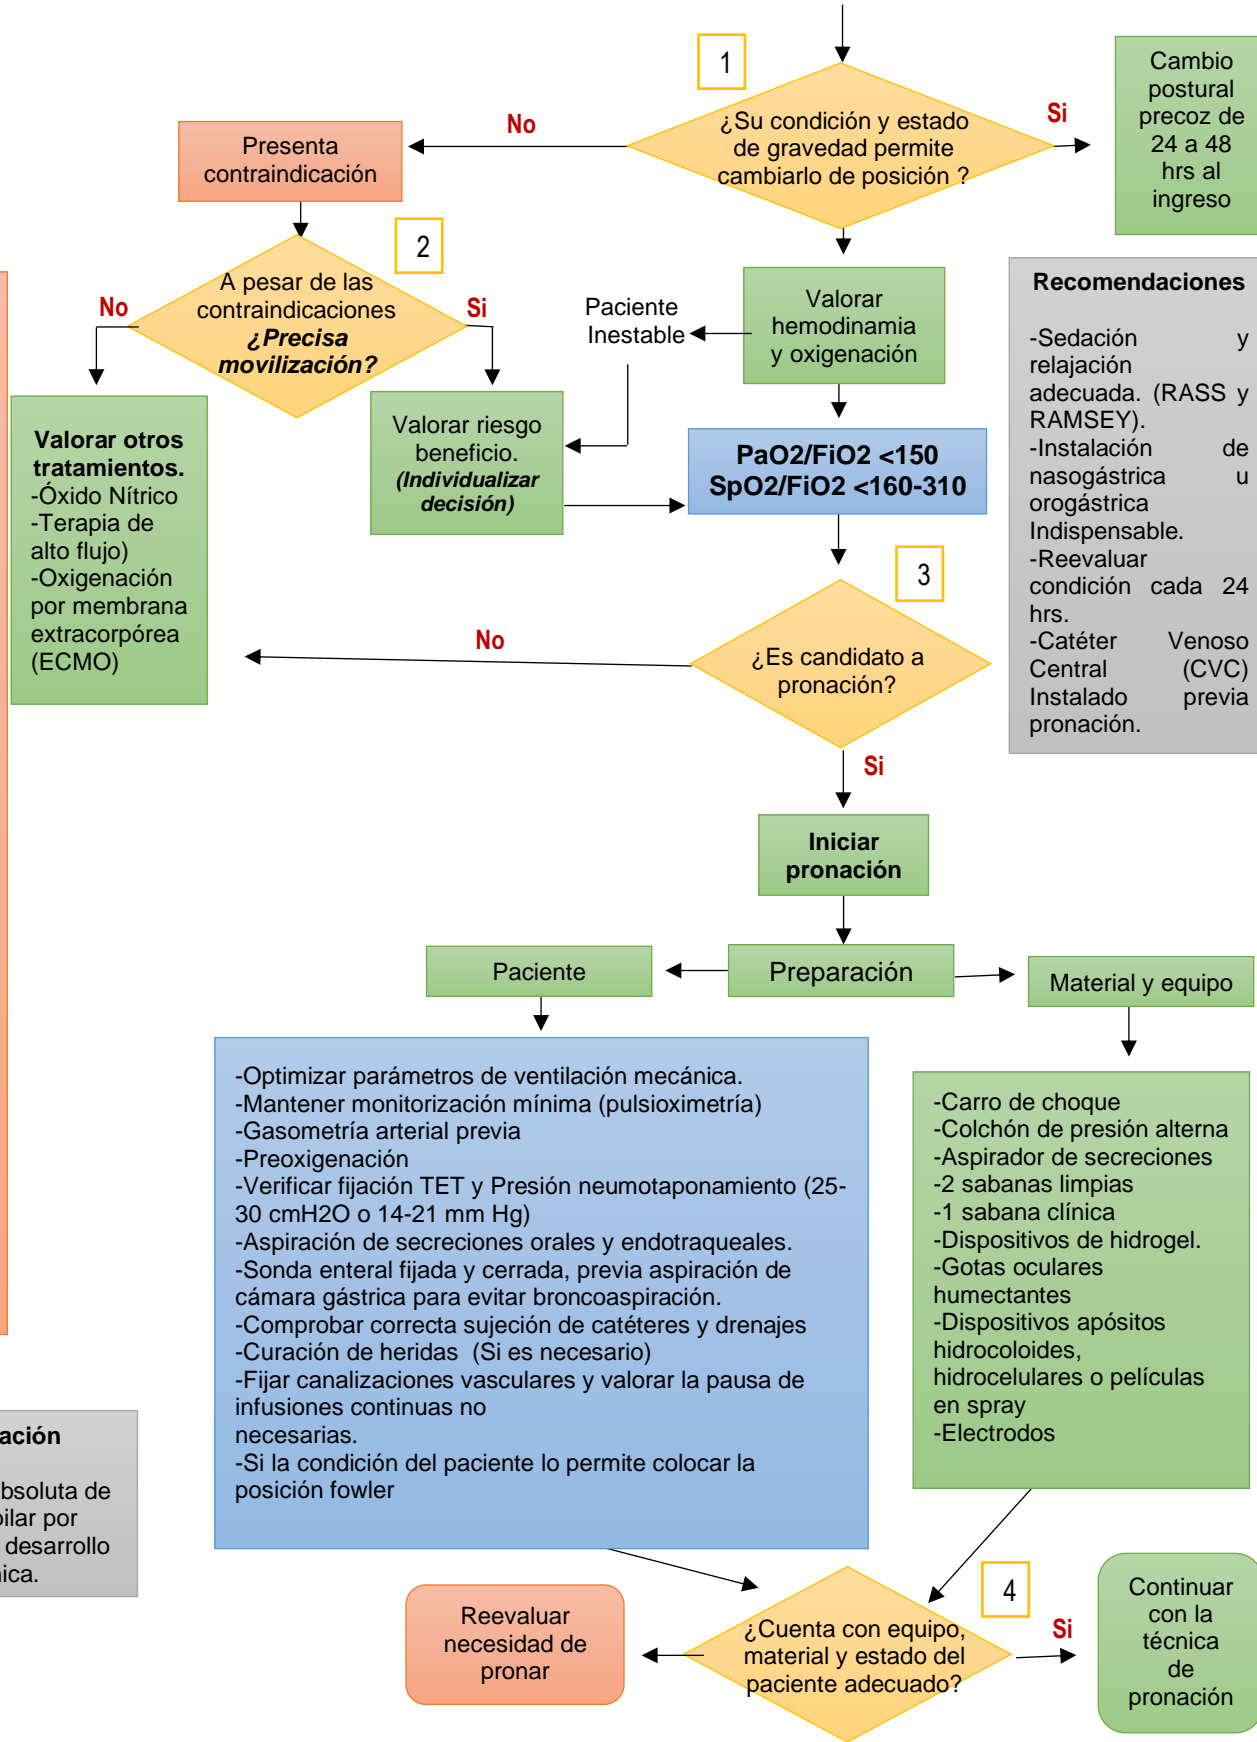 1
¿Su condición y estado
de gravedad permite
cambiarlo de posición ?
Si
Cambio
postural
precoz de
24 a 48
hrs al
ingreso
No
Presenta
contraindicación
2
A pesar de las
contraindicaciones
¿Precisa
movilización?
No
Si
Paciente
Inestable
Valorar
hemodinamia
y oxigenación
Recomendaciones
-Sedación y
relajación
adecuada. (RASS y
RAMSEY).
-Instalación de
nasogástrica u
orogástrica
Indispensable.
-Reevaluar
condición cada 24
hrs.
-Catéter Venoso
Central (CVC)
Instalado previa
pronación.
Valorar otros
tratamientos.
-Óxido Nítrico
-Terapia de
alto flujo)
-Oxigenación
por membrana
extracorpórea
(ECMO)
Valorar riesgo
beneficio.
(Individualizar
decisión)
PaO2/FiO2 <150
SpO2/FiO2 <160-310
3
¿Es candidato a
pronación?
No
Si
Iniciar
pronación
Preparación
Paciente
Material y equipo
-Optimizar parámetros de ventilación mecánica.
-Mantener monitorización mínima (pulsioximetría)
-Gasometría arterial previa
-Preoxigenación
-Verificar fijación TET y Presión neumotaponamiento (25-
30 cmH2O o 14-21 mm Hg)
-Aspiración de secreciones orales y endotraqueales.
-Sonda enteral fijada y cerrada, previa aspiración de
cámara gástrica para evitar broncoaspiración.
-Comprobar correcta sujeción de catéteres y drenajes
-Curación de heridas  (Si es necesario)
-Fijar canalizaciones vasculares y valorar la pausa de
infusiones continuas no
necesarias.
-Si la condición del paciente lo permite colocar la
posición fowler
-Carro de choque
-Colchón de presión alterna
-Aspirador de secreciones
-2 sabanas limpias
-1 sabana clínica
-Dispositivos de hidrogel.
-Gotas oculares
humectantes
-Dispositivos apósitos
hidrocoloides,
hidrocelulares o películas
en spray
-Electrodos
ación
bsoluta de
pilar por
desarrollo
nica.
4
¿Cuenta con equipo,
material y estado del
paciente adecuado?
Si
Reevaluar
necesidad de
pronar
Continuar
con la
técnica
de
pronación